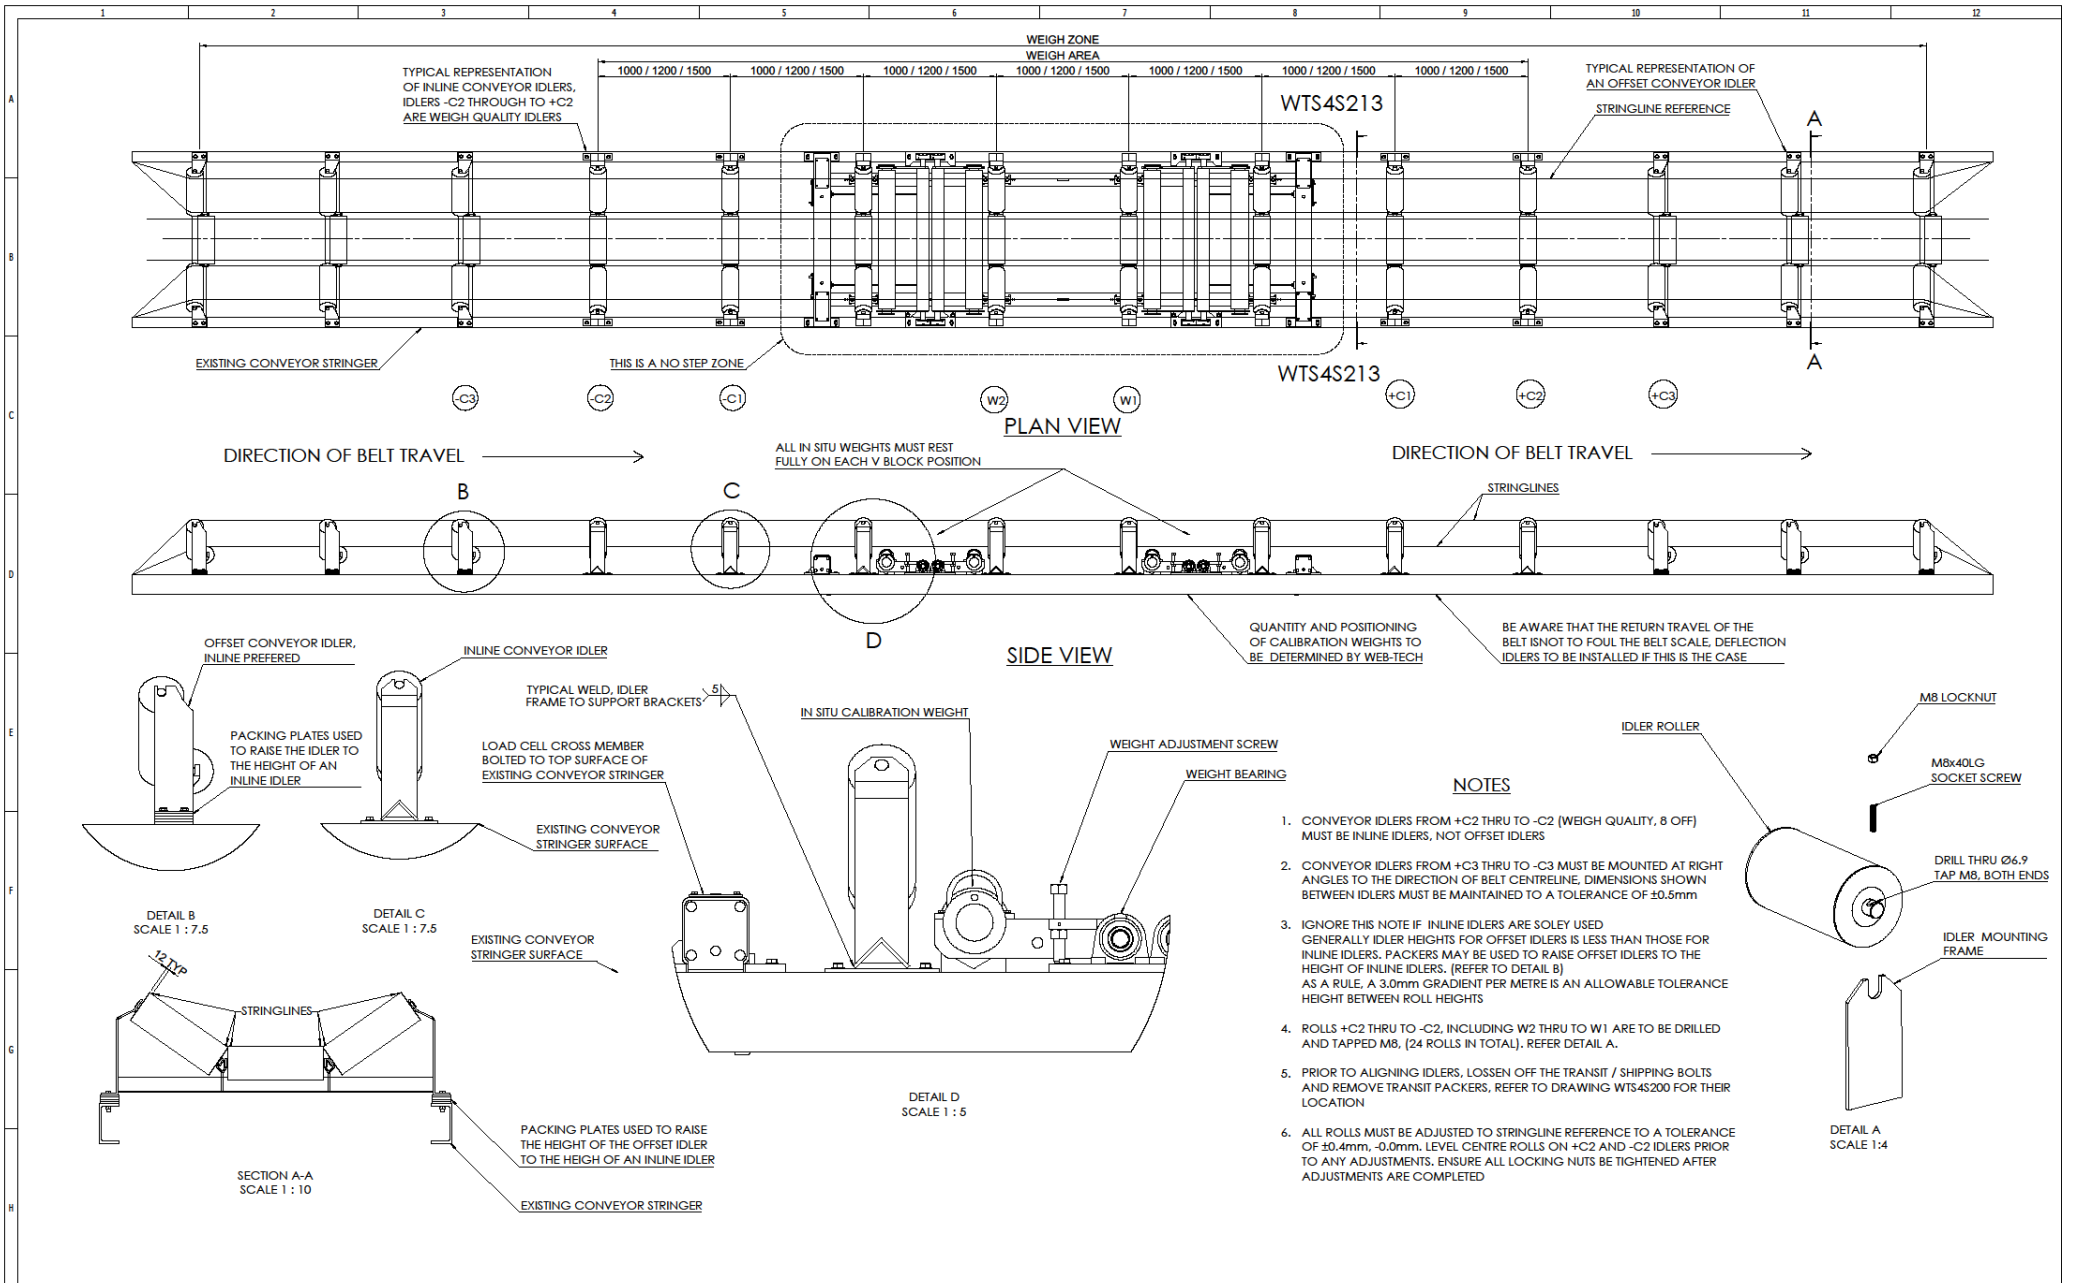 1 2 3 4 5 6 7 8 9 10 11 12
A
B
C
D
E
F
G
H
WEIGH ZONE
WEIGH AREA
1000 / 1200 / 1500
1000 / 1200 / 1500
1000 / 1200 / 1500
1000 / 1200 / 1500
1000 / 1200 / 1500
1000 / 1200 / 1500
1000 / 1200 / 1500
TYPICAL REPRESENTATION
OF INLINE CONVEYOR IDLERS,
IDLERS -C2 THROUGH TO +C2
ARE WEIGH QUALITY IDLERS
WTS4S213
TYPICAL REPRESENTATION OF
AN OFFSET CONVEYOR IDLER
STRINGLINE REFERENCE
A
EXISTING CONVEYOR STRINGER
THIS IS A NO STEP ZONE
WTS4S213
A
-C3
-C2
-C1
W2
W1
+C1
+C2
+C3
PLAN VIEW
DIRECTION OF BELT TRAVEL
ALL IN SITU WEIGHTS MUST REST
FULLY ON EACH V BLOCK POSITION
DIRECTION OF BELT TRAVEL
B
C
STRINGLINES
D
SIDE VIEW
QUANTITY AND POSITIONING
OF CALIBRATION WEIGHTS TO
BE DETERMINED BY WEB-TECH
BE AWARE THAT THE RETURN TRAVEL OF THE
BELT ISNOT TO FOUL THE BELT SCALE, DEFLECTION
IDLERS TO BE INSTALLED IF THIS IS THE CASE
OFFSET CONVEYOR IDLER,
INLINE PREFERED
PACKING PLATES USED
TO RAISE THE IDLER TO
THE HEIGHT OF AN
INLINE IDLER
DETAIL B
SCALE 1 : 7.5
INLINE CONVEYOR IDLER
EXISTING CONVEYOR
STRINGER SURFACE
DETAIL C
SCALE 1 : 7.5
TYPICAL WELD, IDLER
FRAME TO SUPPORT BRACKETS
5
LOAD CELL CROSS MEMBER
BOLTED TO TOP SURFACE OF
EXISTING CONVEYOR STRINGER
IN SITU CALIBRATION WEIGHT
WEIGHT ADJUSTMENT SCREW
WEIGHT BEARING
EXISTING CONVEYOR
STRINGER SURFACE
DETAIL D
SCALE 1 : 5
12 TYP
STRINGLINES
PACKING PLATES USED TO RAISE
THE HEIGHT OF THE OFFSET IDLER
TO THE HEIGH OF AN INLINE IDLER
EXISTING CONVEYOR STRINGER
SECTION A-A
SCALE 1 : 10
NOTES
1. CONVEYOR IDLERS FROM +C2 THRU TO -C2 (WEIGH QUALITY, 8 OFF)
MUST BE INLINE IDLERS, NOT OFFSET IDLERS
2. CONVEYOR IDLERS FROM +C3 THRU TO -C3 MUST BE MOUNTED AT RIGHT
ANGLES TO THE DIRECTION OF BELT CENTRELINE, DIMENSIONS SHOWN
BETWEEN IDLERS MUST BE MAINTAINED TO A TOLERANCE OF ±0.5mm
3. IGNORE THIS NOTE IF INLINE IDLERS ARE SOLEY USED
GENERALLY IDLER HEIGHTS FOR OFFSET IDLERS IS LESS THAN THOSE FOR
INLINE IDLERS. PACKERS MAY BE USED TO RAISE OFFSET IDLERS TO THE
HEIGHT OF INLINE IDLERS. (REFER TO DETAIL B)
AS A RULE, A 3.0mm GRADIENT PER METRE IS AN ALLOWABLE TOLERANCE
HEIGHT BETWEEN ROLL HEIGHTS
4. ROLLS +C2 THRU TO -C2, INCLUDING W2 THRU TO W1 ARE TO BE DRILLED
AND TAPPED M8, (24 ROLLS IN TOTAL). REFER DETAIL A.
5. PRIOR TO ALIGNING IDLERS, LOSSEN OFF THE TRANSIT / SHIPPING BOLTS
AND REMOVE TRANSIT PACKERS, REFER TO DRAWING WTS4S200 FOR THEIR
LOCATION
6. ALL ROLLS MUST BE ADJUSTED TO STRINGLINE REFERENCE TO A TOLERANCE
OF ±0.4mm, -0.0mm. LEVEL CENTRE ROLLS ON +C2 AND -C2 IDLERS PRIOR
TO ANY ADJUSTMENTS. ENSURE ALL LOCKING NUTS BE TIGHTENED AFTER
ADJUSTMENTS ARE COMPLETED
M8 LOCKNUT
IDLER ROLLER
M8x40LG
SOCKET SCREW
DRILL THRU Ø6.9
TAP M8, BOTH ENDS
IDLER MOUNTING
FRAME
DETAIL A
SCALE 1:4